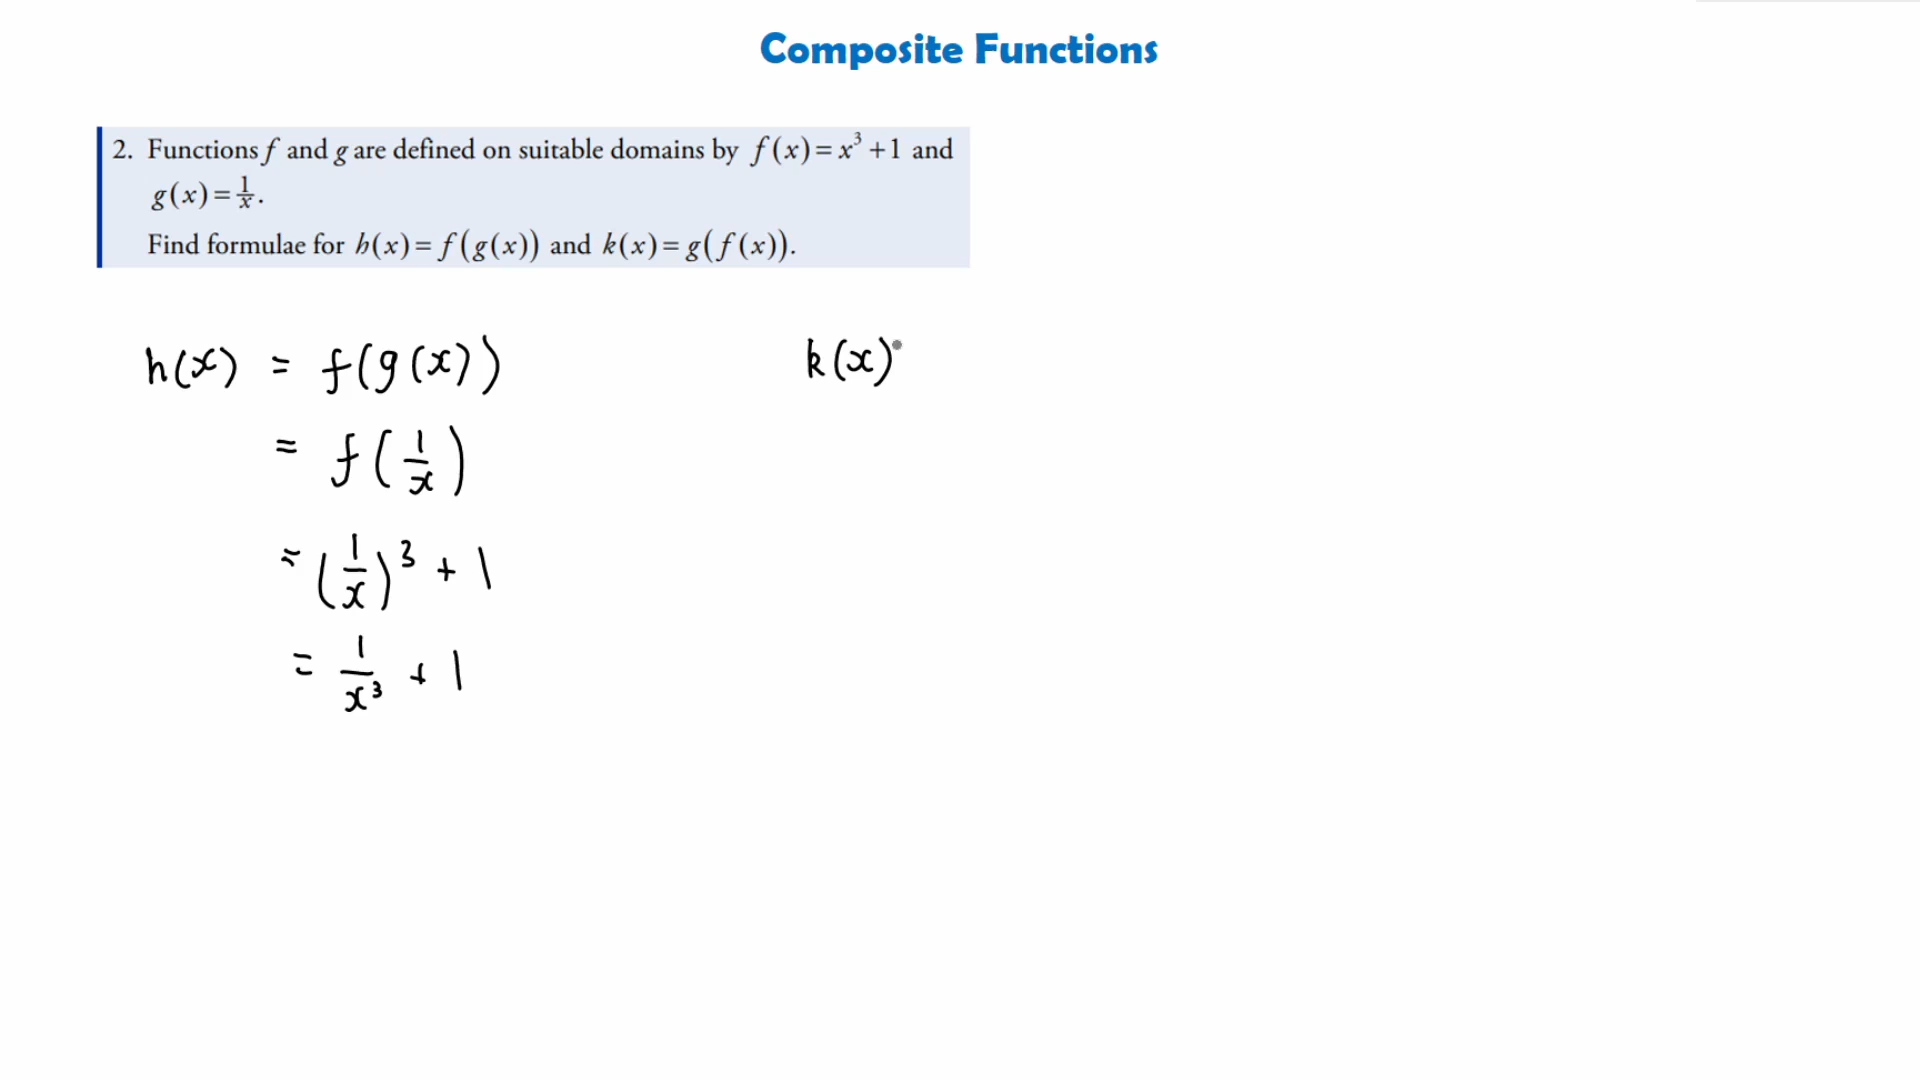 Composite Functions
2. Functions f and g are defined on suitable domains by f(x)=x³+1 and
g(x)=1/x.
Find formulae for h(x)=f(g(x)) and k(x)=g(f(x)).
h(x) = f(g(x))
= f(1/x)
= (1/x)³ + 1
= 1/x³ + 1
k(x)